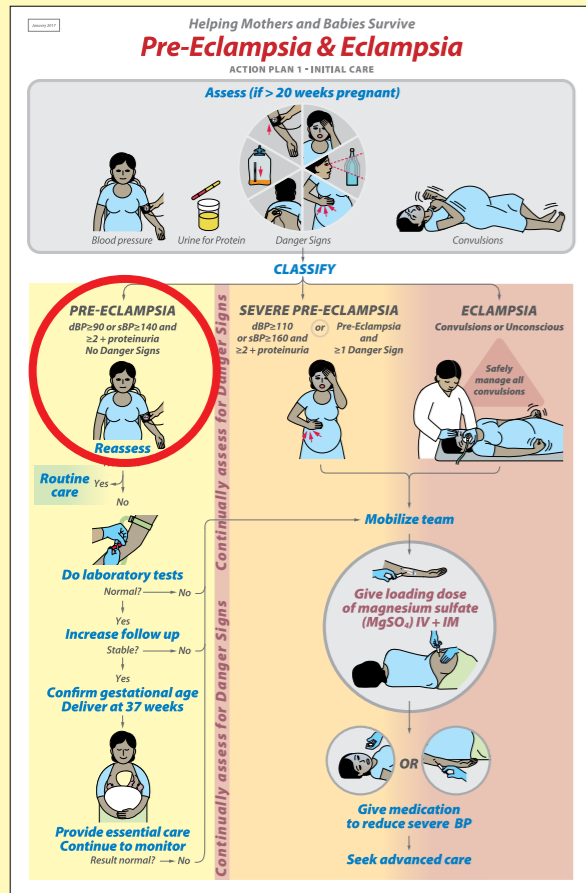 January 2017
Helping Mothers and Babies Survive
Pre-Eclampsia & Eclampsia
ACTION PLAN 1 - INITIAL CARE
Assess (if > 20 weeks pregnant)
Blood pressure
Urine for Protein
Danger Signs
Convulsions
CLASSIFY
PRE-ECLAMPSIA
dBP≥90 or sBP≥140 and
≥2 + proteinuria
No Danger Signs
Reassess
Routine
care
Yes
No
Do laboratory tests
Normal? No
Yes
Increase follow up
Stable? No
Yes
Confirm gestational age
Deliver at 37 weeks
Provide essential care
Continue to monitor
Result normal? No
Continually assess for Danger Signs
Continually assess for Danger Signs
SEVERE PRE-ECLAMPSIA
dBP≥110
or sBP≥160 and
≥2 + proteinuria
or
Pre-Eclampsia
and
≥1 Danger Sign
ECLAMPSIA
Convulsions or Unconscious
Safely
manage all
convulsions
Mobilize team
Give loading dose
of magnesium sulfate
(MgSO₄) IV + IM
OR
Give medication
to reduce severe BP
Seek advanced care